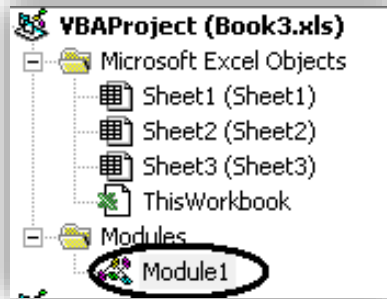 VBAProject (Book3.xls)
Microsoft Excel Objects
Sheet1 (Sheet1)
Sheet2 (Sheet2)
Sheet3 (Sheet3)
ThisWorkbook
Modules
Module1